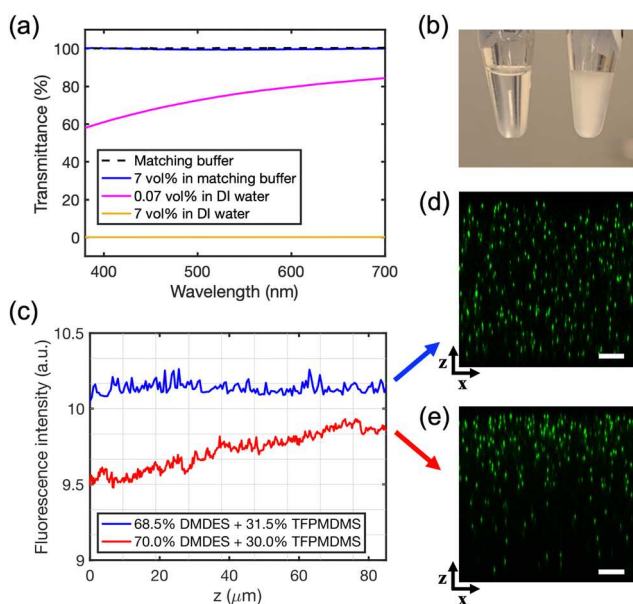 (a)
100
80
60
40
20
0
Transmittance (%)
Matching buffer
7 vol% in matching buffer
0.07 vol% in DI water
7 vol% in DI water
400
500
600
700
Wavelength (nm)
(b)
(c)
10.5
10
9.5
9
Fluorescence intensity (a.u.)
68.5% DMDES + 31.5% TFPMDMS
70.0% DMDES + 30.0% TFPMDMS
0
20
40
60
80
z (μm)
(d)
z
x
(e)
z
x